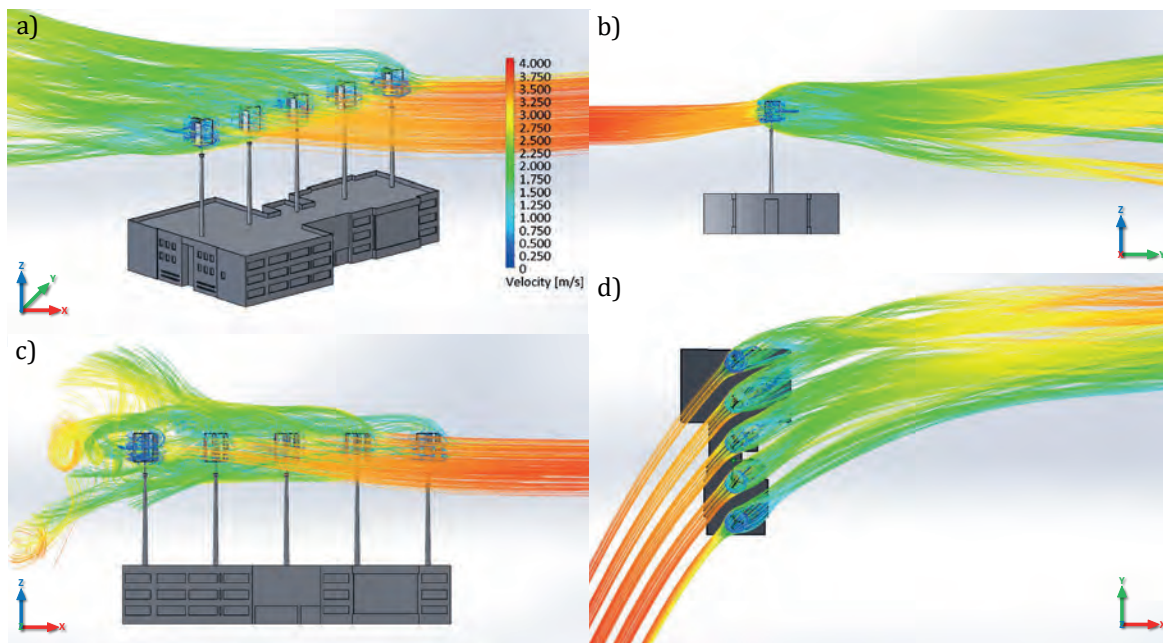 a)
4.000
3.750
3.500
3.250
3.000
2.750
2.500
2.250
2.000
1.750
1.500
1.250
1.000
0.750
0.500
0.250
0
Velocity [m/s]
Z
Y
X
b)
Z
Y
c)
Z
X
d)
Y
X